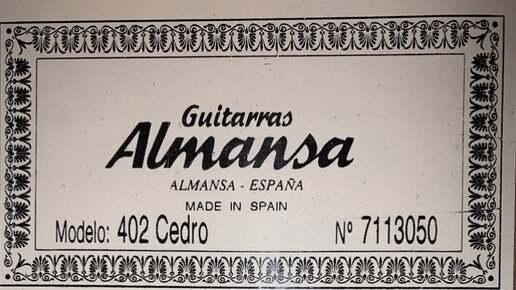 Guitarras
Almansa
ALMANSA - ESPAÑA
MADE IN SPAIN
Modelo: 402 Cedro Nº 7113050